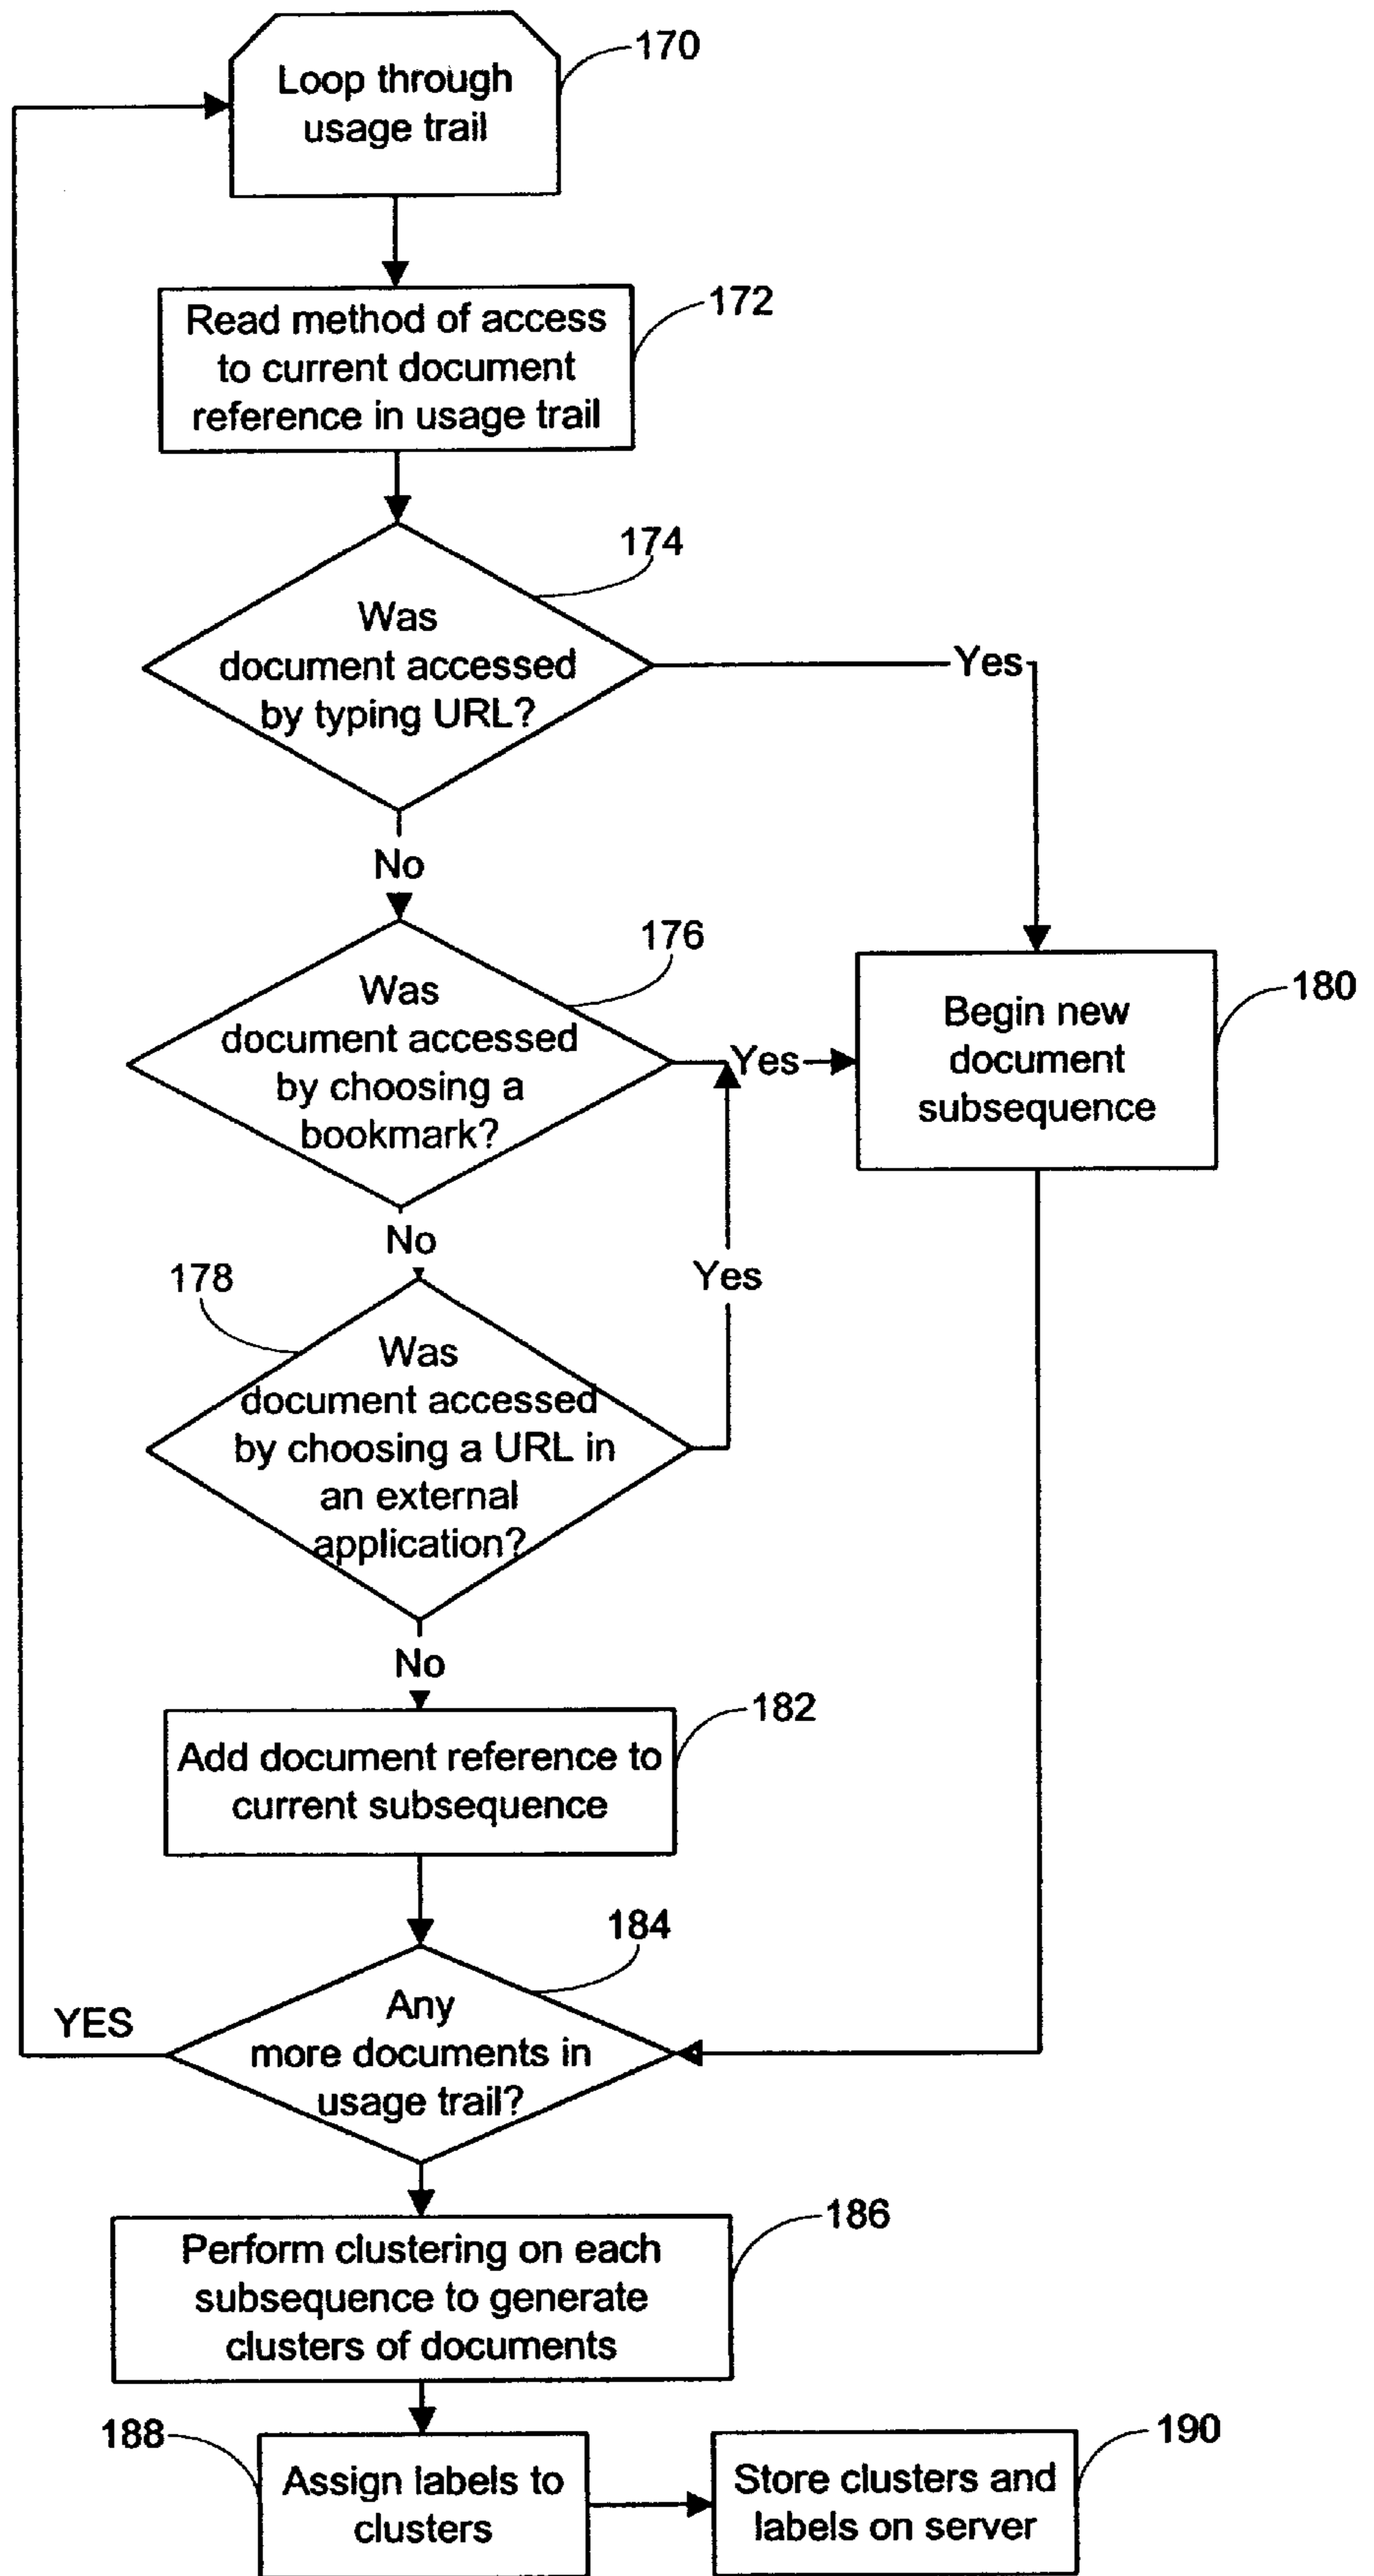 Loop through
usage trail
170
Read method of access
to current document
reference in usage trail
172
174
Was
document accessed
by typing URL?
Yes
No
176
Was
document accessed
by choosing a
bookmark?
Yes
Begin new
document
subsequence
180
No
Yes
178
Was
document accessed
by choosing a URL in
an external
application?
No
182
Add document reference to
current subsequence
184
Any
more documents in
usage trail?
YES
186
Perform clustering on each
subsequence to generate
clusters of documents
188
Assign labels to
clusters
190
Store clusters and
labels on server